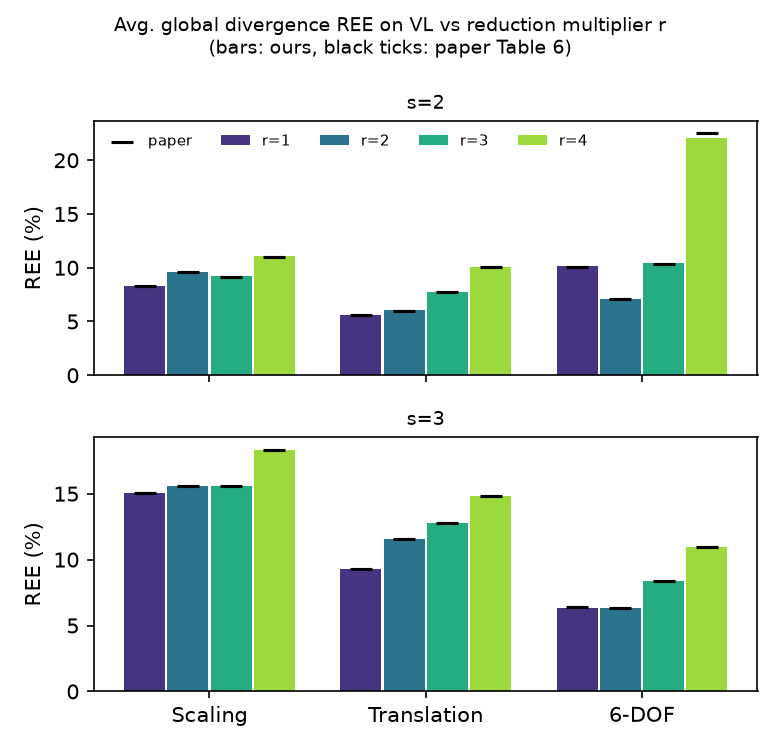 Avg. global divergence REE on VL vs reduction multiplier r
(bars: ours, black ticks: paper Table 6)
s=2
paper r=1 r=2 r=3 r=4
REE (%)
20
15
10
5
0
s=3
REE (%)
15
10
5
0
Scaling Translation 6-DOF